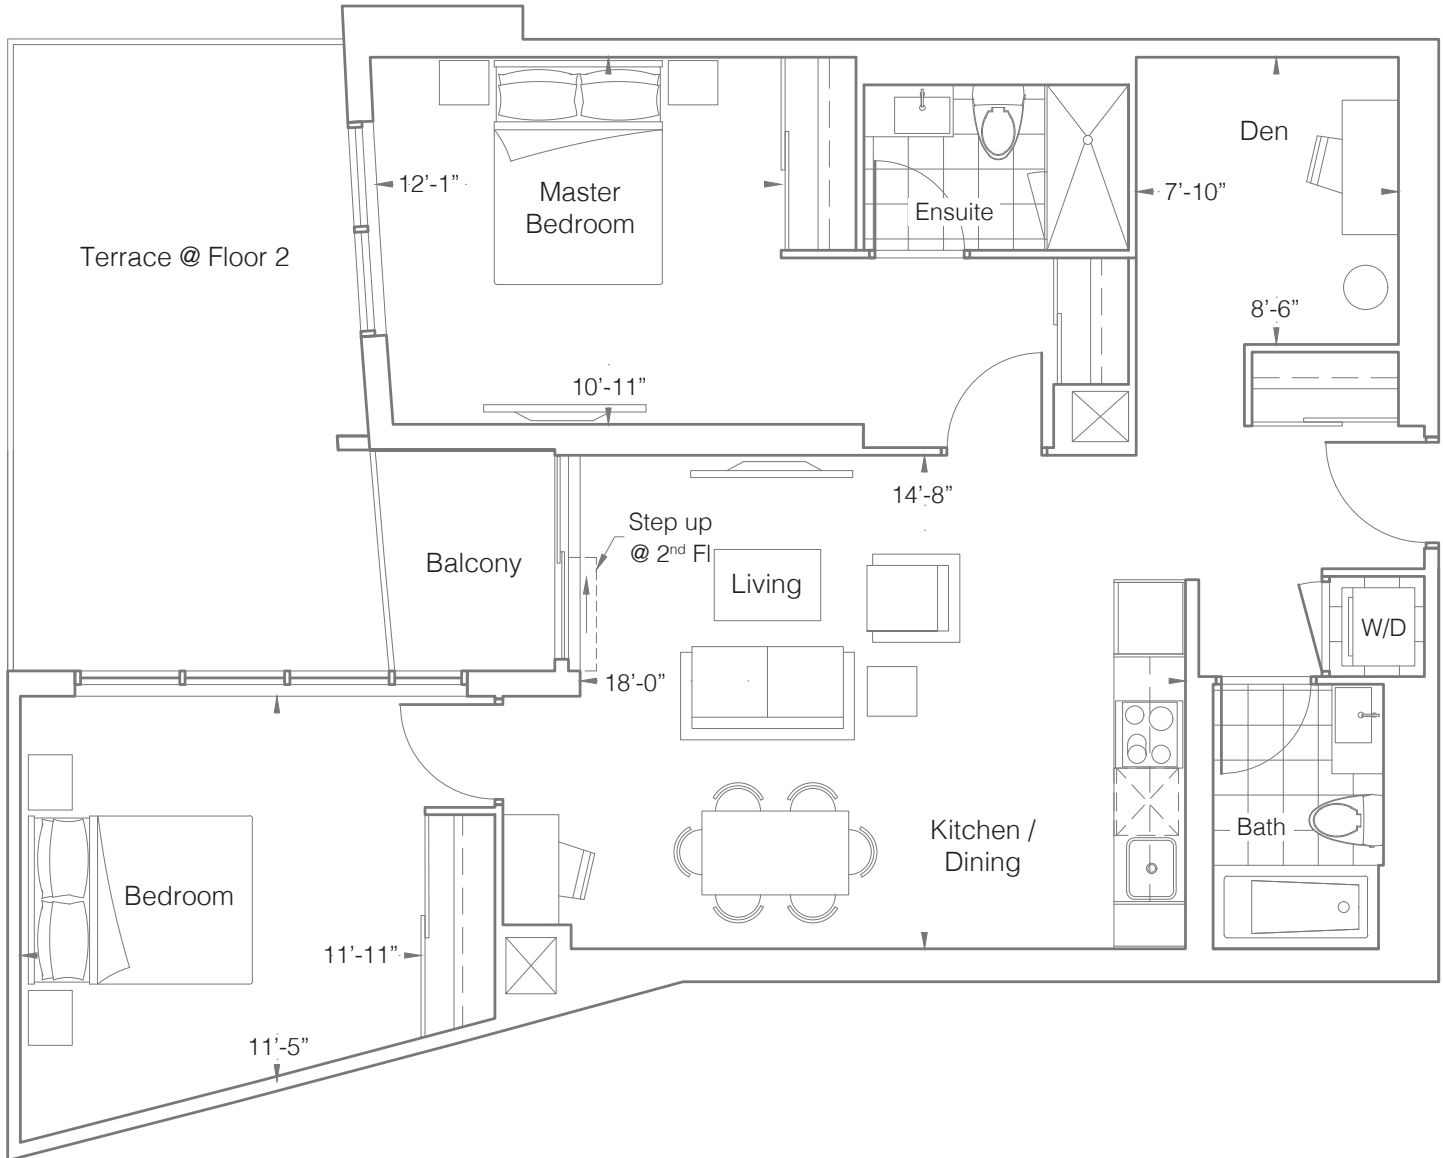 Den
12’-1”
Master
Bedroom
7’-10”
Ensuite
Terrace @ Floor 2
8’-6”
10’-11”
14’-8”
Step up
@ 2nd Fl
Balcony
Living
W/D
18’-0”
Kitchen /
Dining
Bath
Bedroom
11’-11”
11’-5”